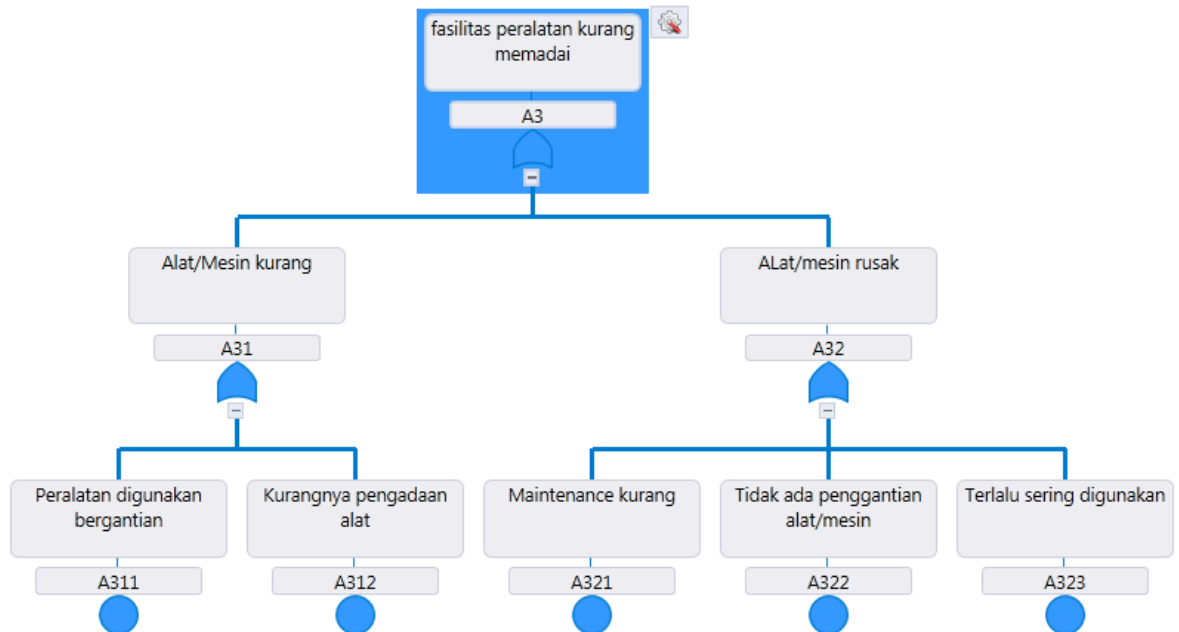 fasilitas peralatan kurang
memadai
A3
Alat/Mesin kurang
ALat/mesin rusak
A31
A32
Peralatan digunakan
bergantian
Kurangnya pengadaan
alat
Maintenance kurang
Tidak ada penggantian
alat/mesin
Terlalu sering digunakan
A311
A312
A321
A322
A323